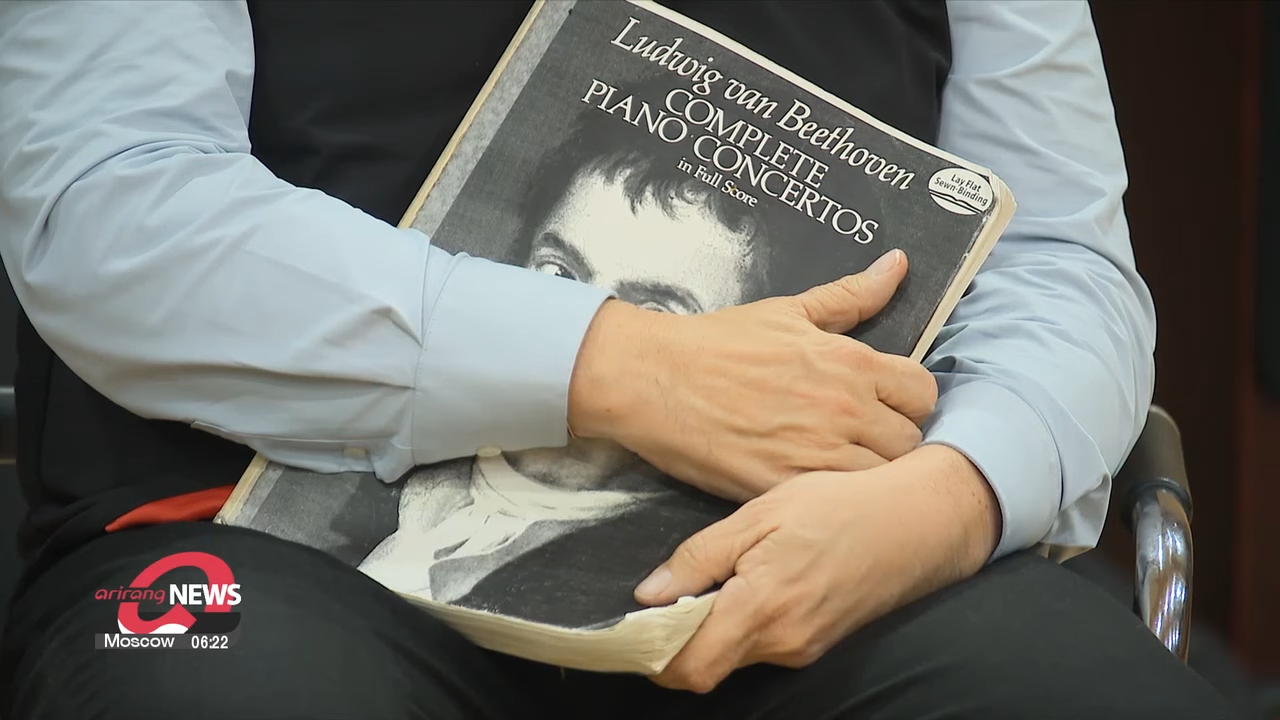 Ludwig van Beethoven
COMPLETE
PIANO CONCERTOS
in Full Score
Lay Flat
Sewn-Binding
arirang NEWS
Moscow 06:22